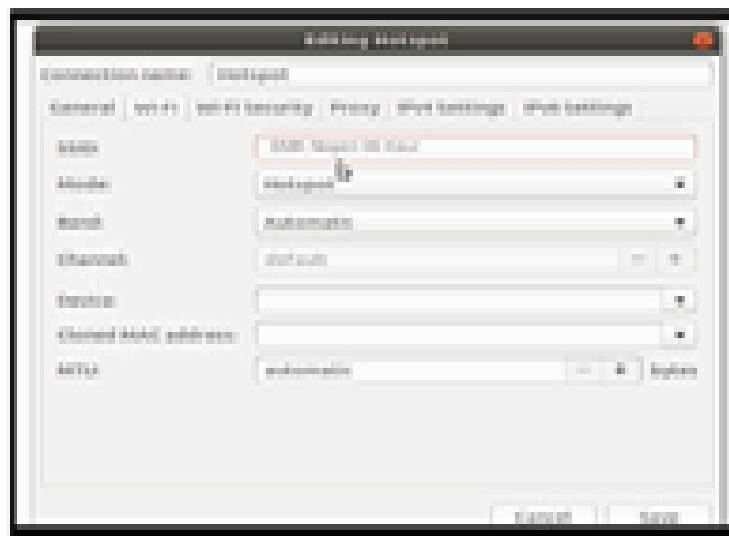 Editing Hotspot
Connection name: Hotspot
General Wi-Fi Wi-Fi Security Proxy IPv4 Settings IPv6 Settings
SSID
Mode Hotspot
Band Automatic
Channel default
Device
Cloned MAC address
MTU automatic - + bytes
Cancel Save